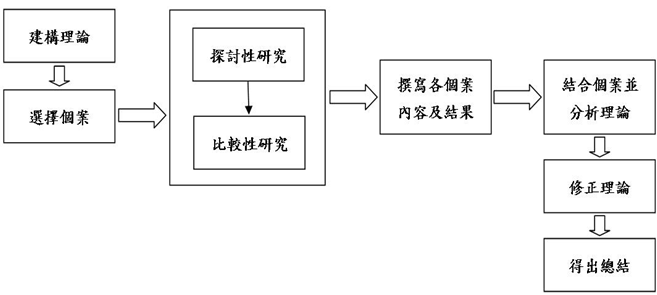 建構理論
選擇個案
探討性研究
比較性研究
撰寫各個案
內容及結果
結合個案並
分析理論
修正理論
得出總結